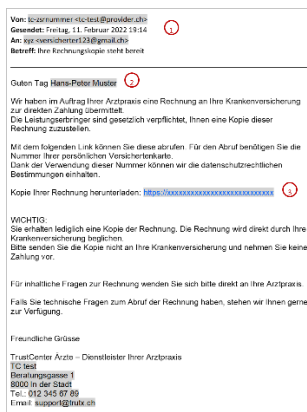 Von: tc-zsrnummer <tc-test@provider.ch>
Gesendet: Freitag, 11. Februar 2022 19:14
1
An: xyz <versicherter123@gmail.ch>
Betreff: Ihre Rechnungskopie steht bereit
Guten Tag Hans-Peter Muster
2
Wir haben im Auftrag Ihrer Arztpraxis eine Rechnung an Ihre Krankenversicherung
zur direkten Zahlung übermittelt.
Die Leistungserbringer sind gesetzlich verpflichtet, Ihnen eine Kopie dieser
Rechnung zuzustellen.
Mit dem folgenden Link können Sie diese abrufen. Für den Abruf benötigen Sie die
Nummer Ihrer persönlichen Versichertenkarte.
Dank der Verwendung dieser Nummer können wir die datenschutzrechtlichen
Bestimmungen einhalten.
Kopie Ihrer Rechnung herunterladen: https://xxxxxxxxxxxxxxxxxxxxxxxxxx
3
WICHTIG:
Sie erhalten lediglich eine Kopie der Rechnung. Die Rechnung wird direkt durch Ihre
Krankenversicherung beglichen.
Bitte senden Sie die Kopie nicht an Ihre Krankenversicherung und nehmen Sie keine
Zahlung vor.
Für inhaltliche Fragen zur Rechnung wenden Sie sich bitte direkt an Ihre Arztpraxis.
Falls Sie technische Fragen zum Abruf der Rechnung haben, stehen wir Ihnen gerne
zur Verfügung.
Freundliche Grüsse
TrustCenter Ärzte – Dienstleister Ihrer Arztpraxis
TC test
Beratungsgasse 1
8000 In der Stadt
Tel.: 012 345 67 89
Email: support@trutx.ch